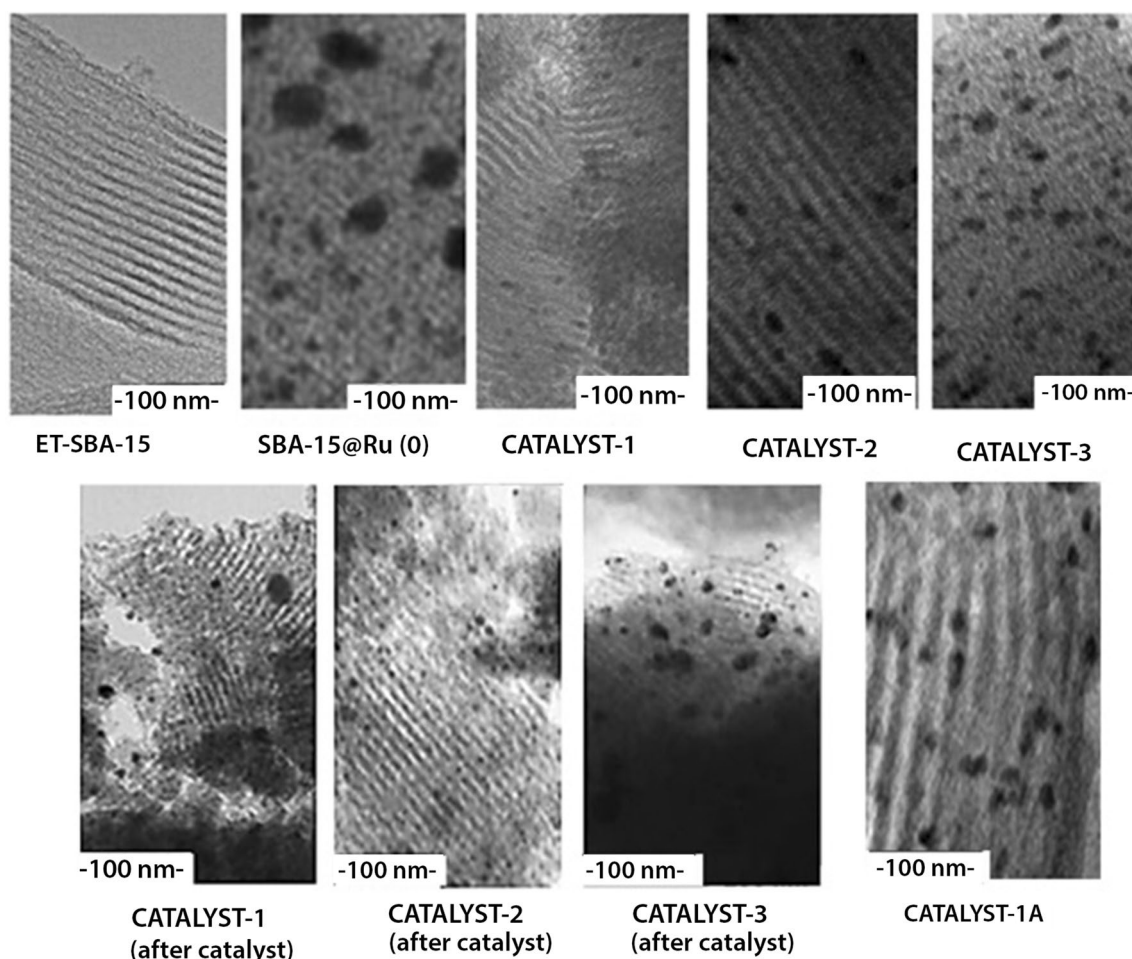 -100 nm-
-100 nm-
-100 nm-
-100 nm-
-100 nm-
ET-SBA-15
SBA-15@Ru (0)
CATALYST-1
CATALYST-2
CATALYST-3
-100 nm-
-100 nm-
-100 nm-
-100 nm-
CATALYST-1
(after catalyst)
CATALYST-2
(after catalyst)
CATALYST-3
(after catalyst)
CATALYST-1A